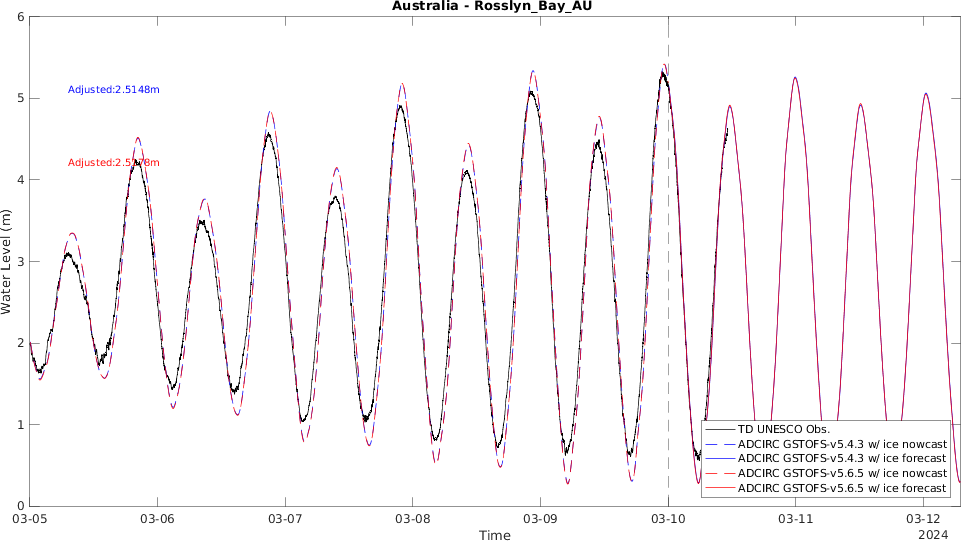 Australia - Rosslyn_Bay_AU
6
5
4
3
2
1
0
Water Level (m)
Adjusted:2.5148m
TD UNESCO Obs.
ADCIRC GSTOFS-v5.4.3 w/ ice nowcast
ADCIRC GSTOFS-v5.4.3 w/ ice forecast
ADCIRC GSTOFS-v5.6.5 w/ ice nowcast
ADCIRC GSTOFS-v5.6.5 w/ ice forecast
03-05 03-06 03-07 03-08 03-09 03-10 03-11 03-12
Time
2024